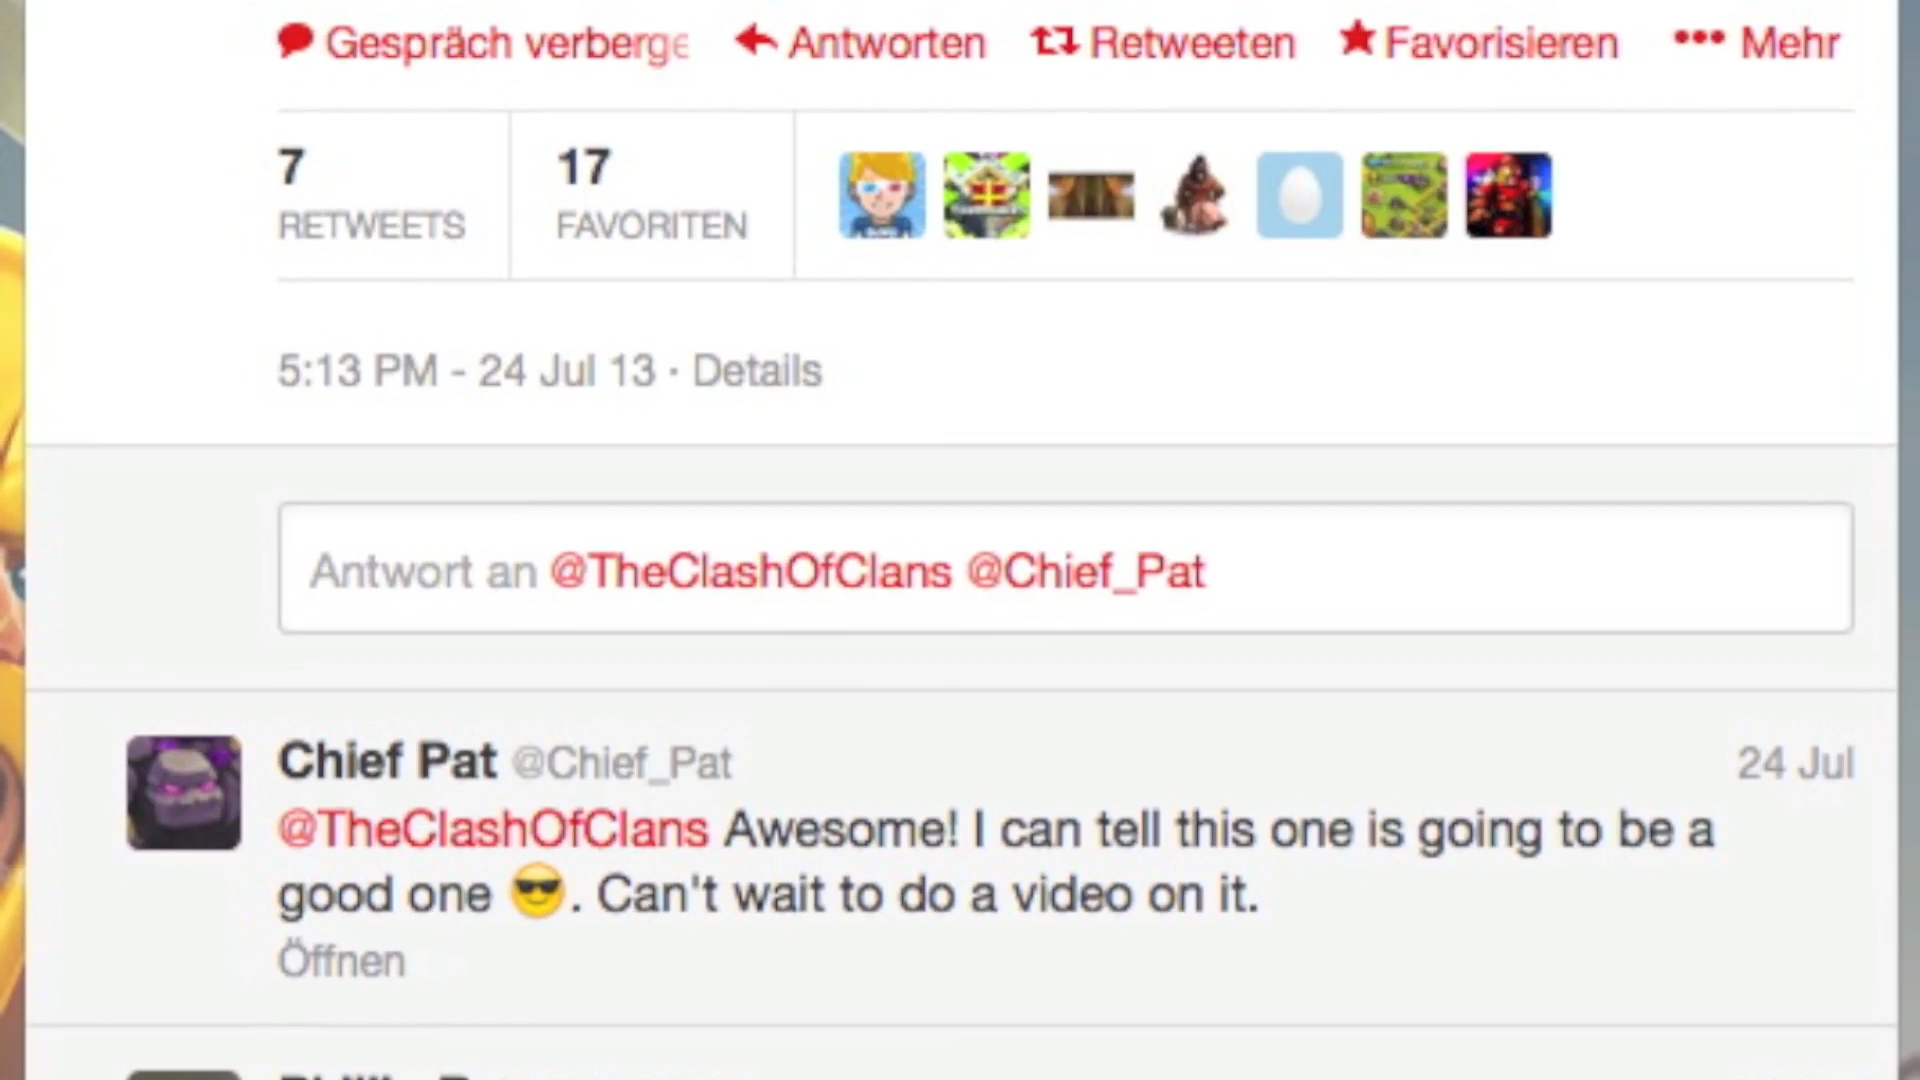 Gespräch verberge Antworten Retweeten Favorisieren Mehr
7 17
RETWEETS FAVORITEN
5:13 PM - 24 Jul 13 · Details
Antwort an @TheClashOfClans @Chief_Pat
Chief Pat @Chief_Pat 24 Jul
@TheClashOfClans Awesome! I can tell this one is going to be a
good one 😎. Can't wait to do a video on it.
Öffnen